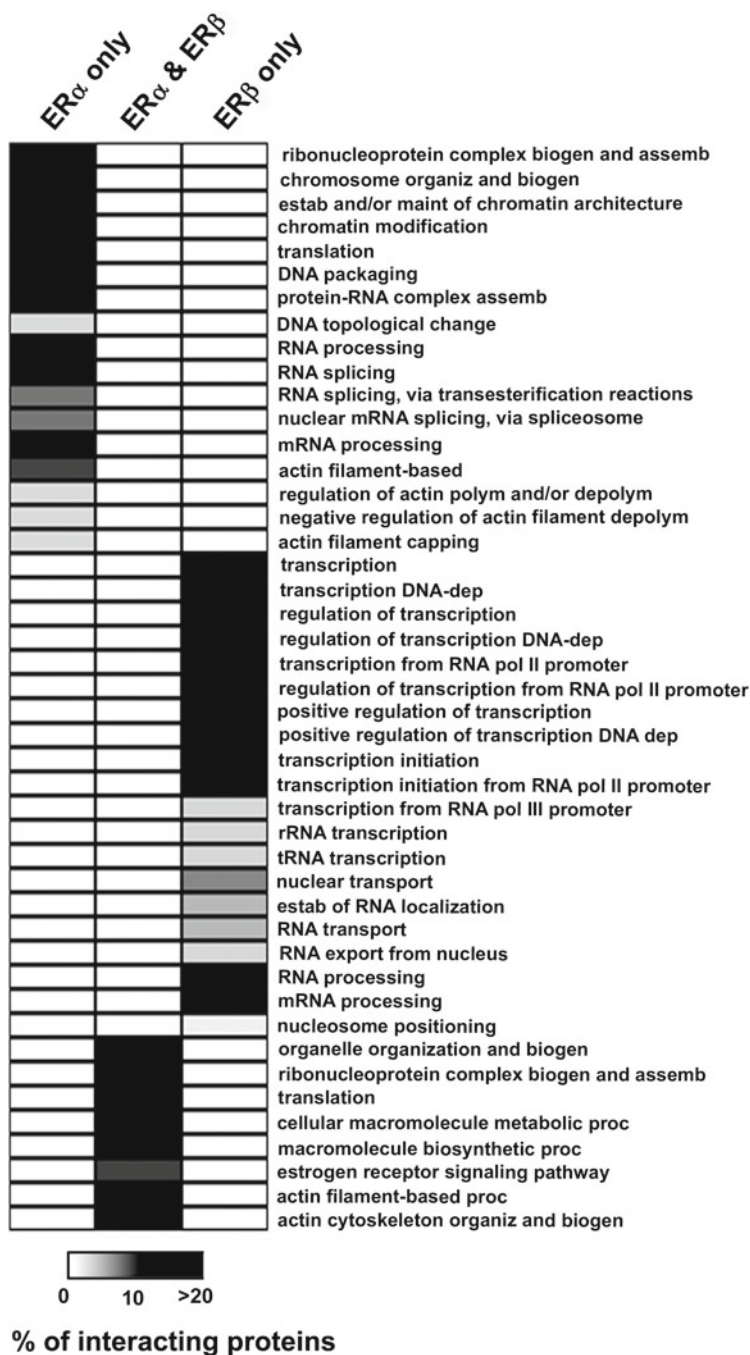 ERα only
ERα & ERβ
ERβ only
ribonucleoprotein complex biogen and assemb
chromosome organiz and biogen
estab and/or maint of chromatin architecture
chromatin modification
translation
DNA packaging
protein-RNA complex assemb
DNA topological change
RNA processing
RNA splicing
RNA splicing, via transesterification reactions
nuclear mRNA splicing, via spliceosome
mRNA processing
actin filament-based
regulation of actin polym and/or depolym
negative regulation of actin filament depolym
actin filament capping
transcription
transcription DNA-dep
regulation of transcription
regulation of transcription DNA-dep
transcription from RNA pol II promoter
regulation of transcription from RNA pol II promoter
positive regulation of transcription
positive regulation of transcription DNA dep
transcription initiation
transcription initiation from RNA pol II promoter
transcription from RNA pol III promoter
rRNA transcription
tRNA transcription
nuclear transport
estab of RNA localization
RNA transport
RNA export from nucleus
RNA processing
mRNA processing
nucleosome positioning
organelle organization and biogen
ribonucleoprotein complex biogen and assemb
translation
cellular macromolecule metabolic proc
macromolecule biosynthetic proc
estrogen receptor signaling pathway
actin filament-based proc
actin cytoskeleton organiz and biogen
0 10 >20
% of interacting proteins